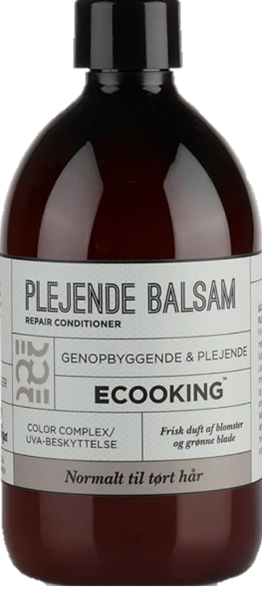 PLEJENDE BALSAM
REPAIR CONDITIONER
GENOPBYGGENDE & PLEJENDE
ECOOKING™
COLOR COMPLEX/
UVA-BESKYTTELSE
Frisk duft af blomster
og grønne blade
Normalt til tørt hår